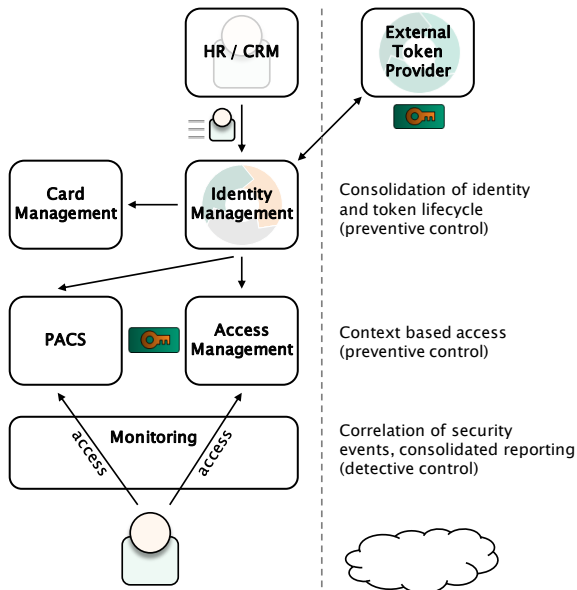 HR / CRM
External
Token
Provider
Card
Management
Identity
Management
Consolidation of identity
and token lifecycle
(preventive control)
PACS
Access
Management
Context based access
(preventive control)
Monitoring
access
access
Correlation of security
events, consolidated reporting
(detective control)